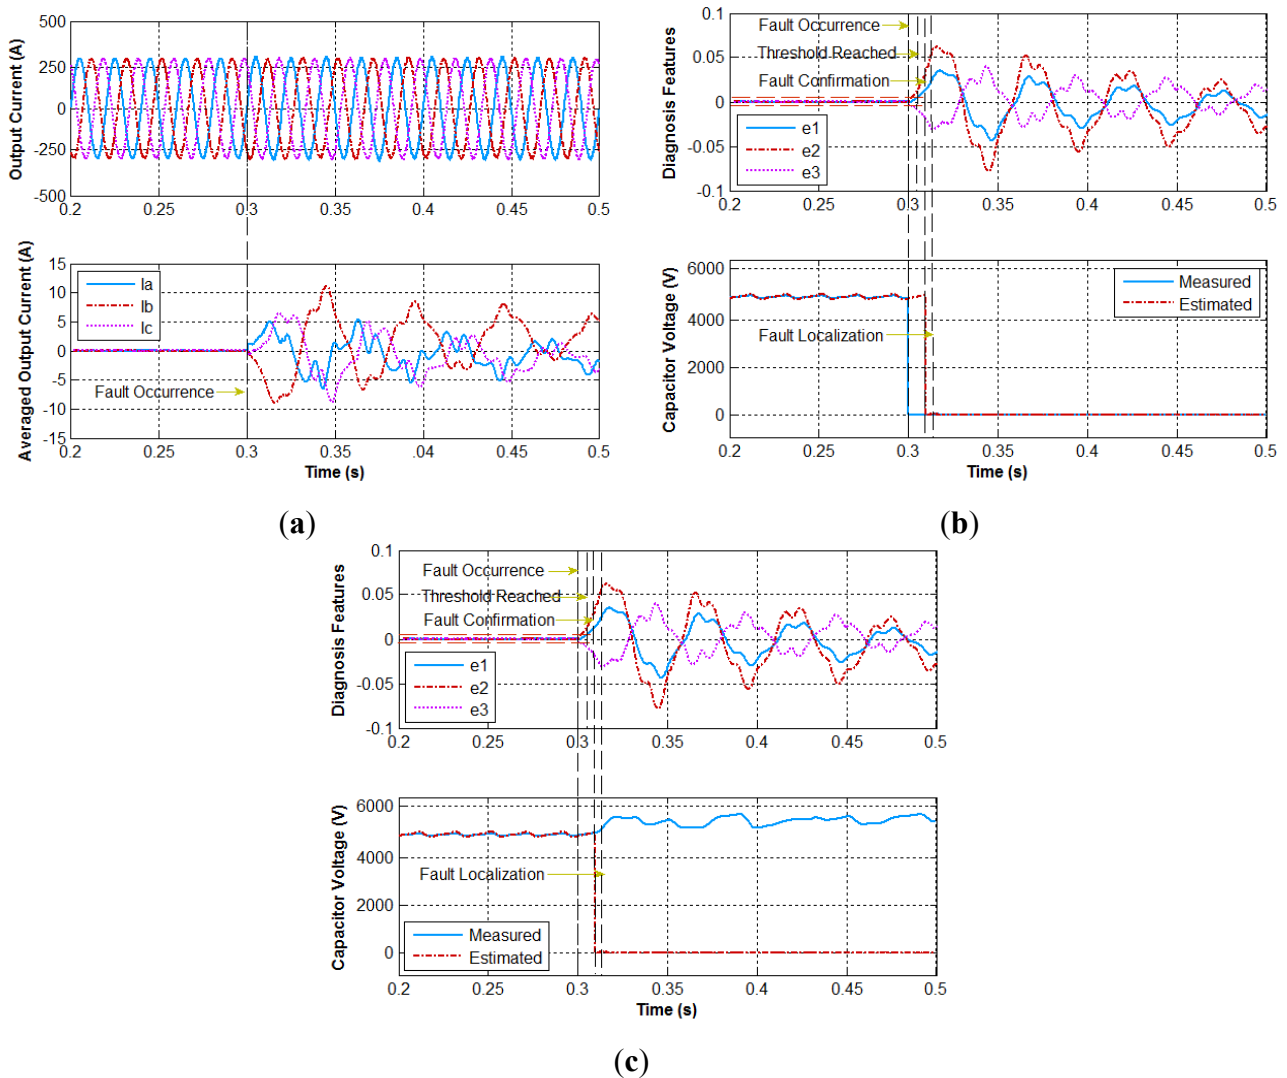 Output Current (A)
500
250
0
-250
-500
0.2 0.25 0.3 0.35 0.4 0.45 0.5
Averaged Output Current (A)
15
10
5
0
-5
-10
-15
Ia
Ib
Ic
Fault Occurrence
0.2 0.25 0.3 0.35 .04 0.45 0.5
Time (s)
(a)
Diagnosis Features
0.1
0.05
0
-0.05
-0.1
Fault Occurrence
Threshold Reached
Fault Confirmation
e1
e2
e3
0.2 0.25 0.3 0.35 0.4 0.45 0.5
Capacitor Voltage (V)
6000
4000
2000
0
Measured
Estimated
Fault Localization
0.2 0.25 0.3 0.35 0.4 0.45 0.5
Time (s)
(b)
Diagnosis Features
0.1
0.05
0
-0.05
-0.1
Fault Occurrence
Threshold Reached
Fault Confirmation
e1
e2
e3
0.2 0.25 0.3 0.35 0.4 0.45 0.5
Capacitor Voltage (V)
6000
4000
2000
0
Fault Localization
Measured
Estimated
0.2 0.25 0.3 0.35 0.4 0.45 0.5
Time (s)
(c)